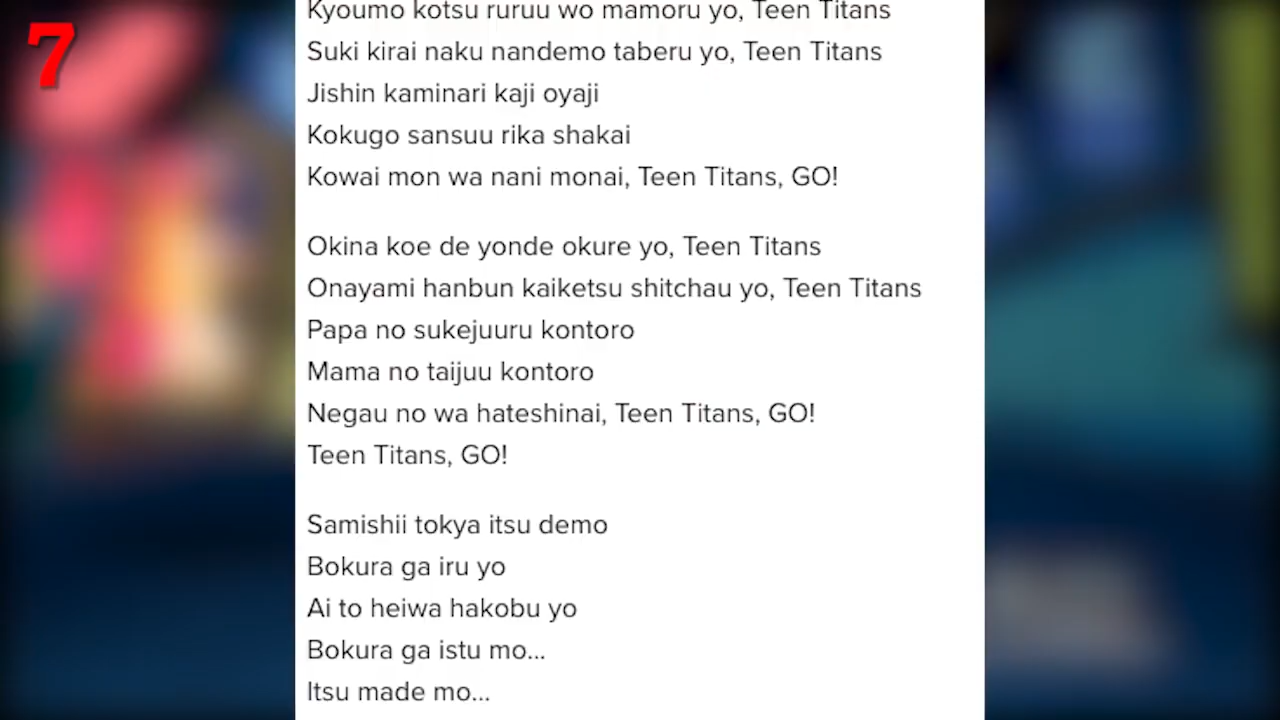 7
Kyoumo kotsu ruruu wo mamoru yo, Teen Titans
Suki kirai naku nandemo taberu yo, Teen Titans
Jishin kaminari kaji oyaji
Kokugo sansuu rika shakai
Kowai mon wa nani monai, Teen Titans, GO!
Okina koe de yonde okure yo, Teen Titans
Onayami hanbun kaiketsu shitchau yo, Teen Titans
Papa no sukejuuru kontoro
Mama no taijuu kontoro
Negau no wa hateshinai, Teen Titans, GO!
Teen Titans, GO!
Samishii tokya itsu demo
Bokura ga iru yo
Ai to heiwa hakobu yo
Bokura ga istu mo...
Itsu made mo...